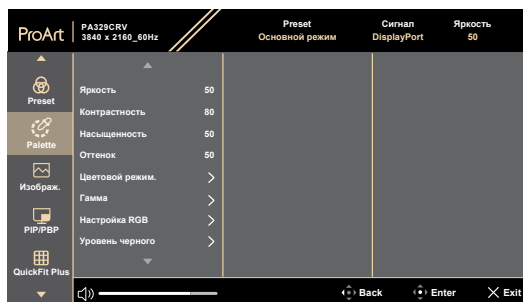 ProArt
PA329CRV
3840 x 2160_60Hz
Preset
Основной режим
Сигнал
DisplayPort
Яркость
50
Preset
Palette
Изображ.
PIP/PBP
QuickFit Plus
Яркость 50
Контрастность 80
Насыщенность 50
Оттенок 50
Цветовой режим.
Гамма
Настройка RGB
Уровень черного
Back
Enter
Exit